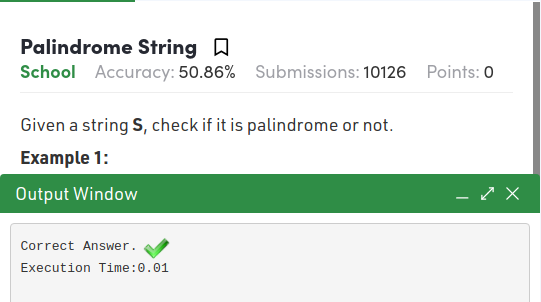 Palindrome String
School Accuracy: 50.86% Submissions: 10126 Points: 0
Given a string S, check if it is palindrome or not.
Example 1:
Output Window
Correct Answer.
Execution Time:0.01